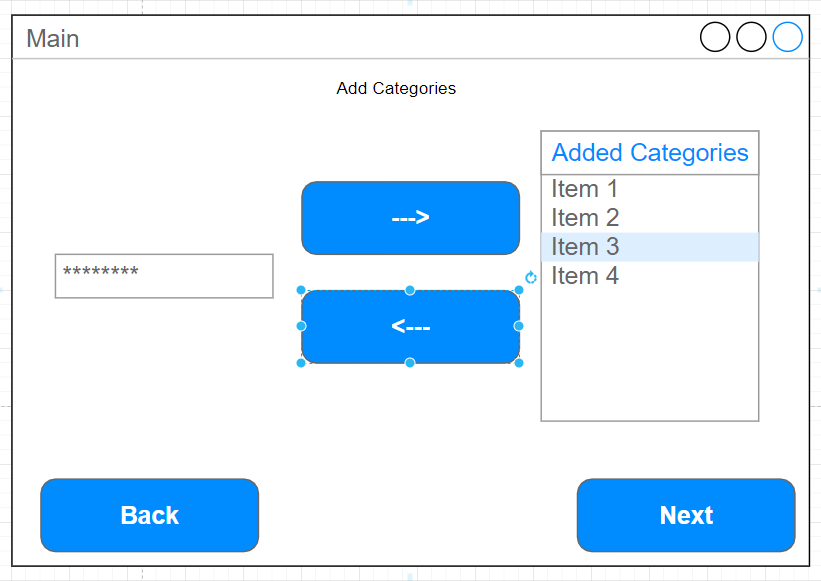 Main
Add Categories
Added Categories
Item 1
Item 2
Item 3
Item 4
--->
********
<---
Back
Next